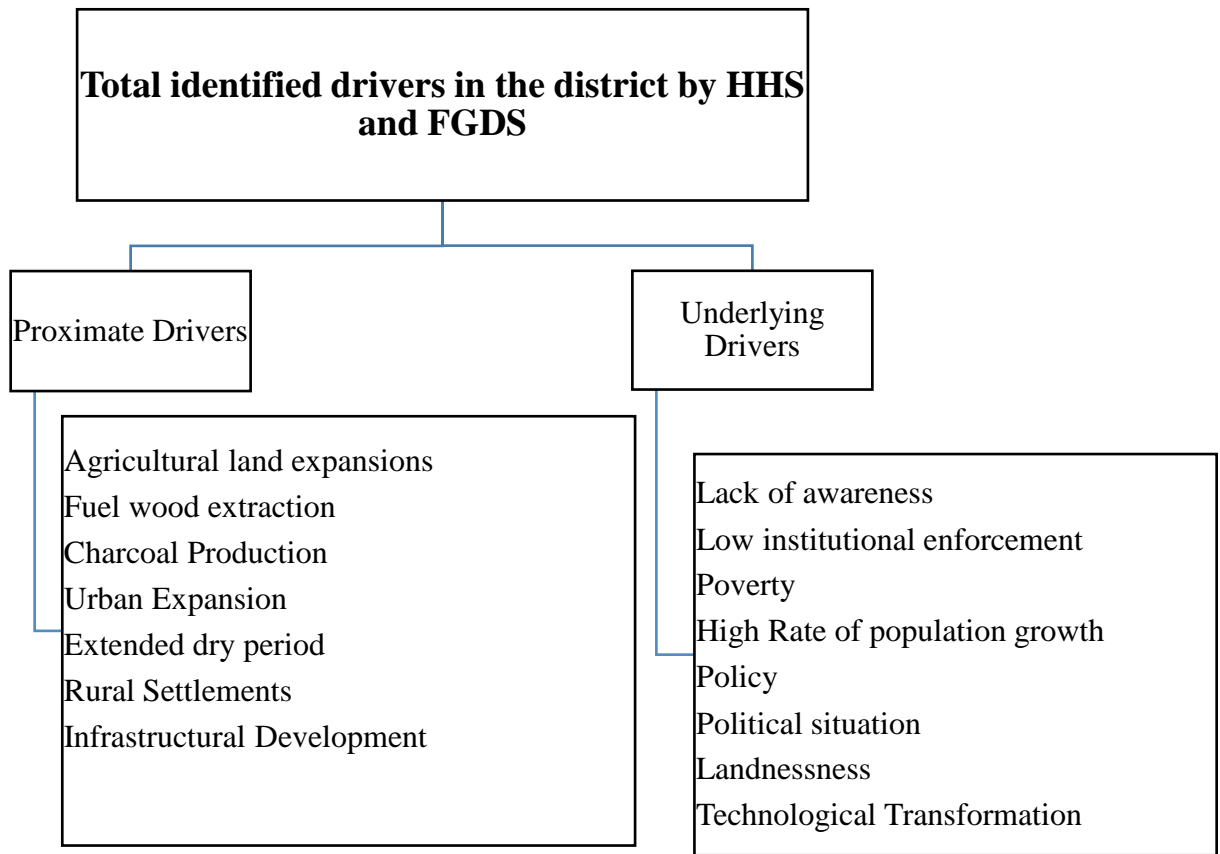 Total identified drivers in the district by HHS
and FGDS
Proximate Drivers
Underlying
Drivers
Agricultural land expansions
Fuel wood extraction
Charcoal Production
Urban Expansion
Extended dry period
Rural Settlements
Infrastructural Development
Lack of awareness
Low institutional enforcement
Poverty
High Rate of population growth
Policy
Political situation
Landnessness
Technological Transformation